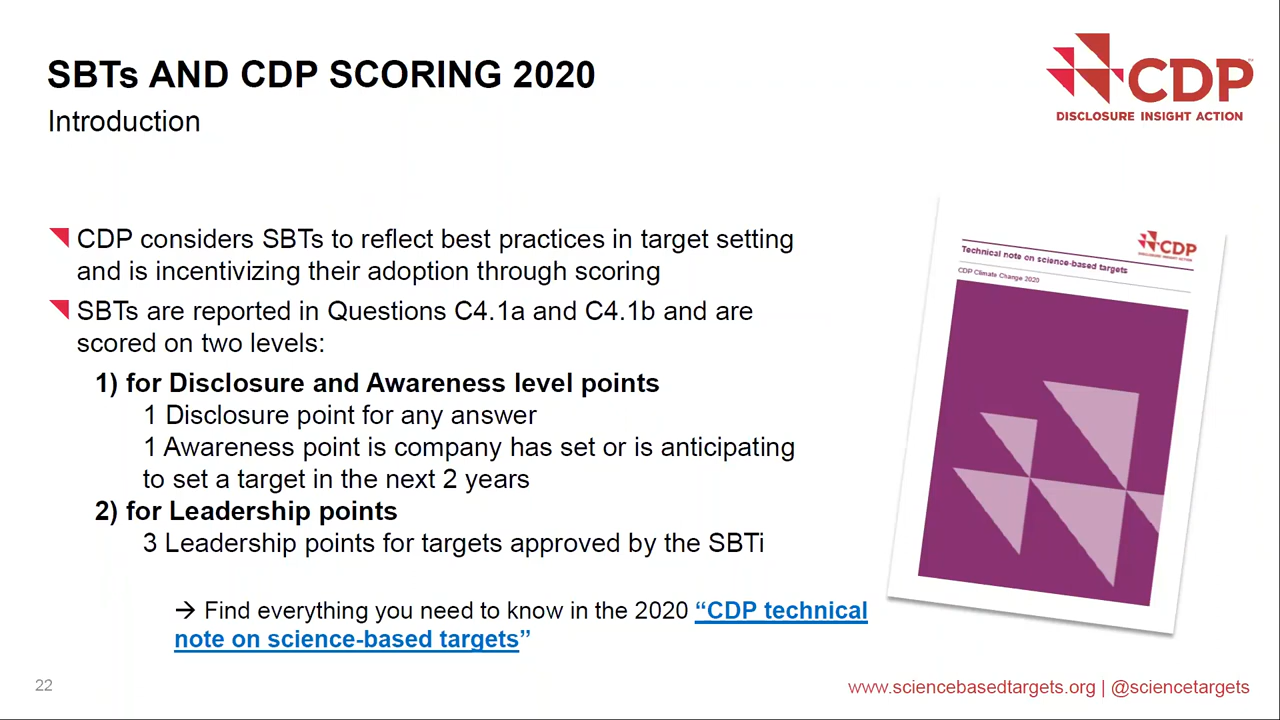 SBTs AND CDP SCORING 2020
Introduction
CDP
DISCLOSURE INSIGHT ACTION
CDP considers SBTs to reflect best practices in target setting
and is incentivizing their adoption through scoring
SBTs are reported in Questions C4.1a and C4.1b and are
scored on two levels:
1) for Disclosure and Awareness level points
1 Disclosure point for any answer
1 Awareness point is company has set or is anticipating
to set a target in the next 2 years
2) for Leadership points
3 Leadership points for targets approved by the SBTi
→ Find everything you need to know in the 2020 “CDP technical
note on science-based targets”
CDP
DISCLOSURE INSIGHT ACTION
Technical note on science-based targets
CDP Climate Change 2020
22
www.sciencebasedtargets.org | @sciencetargets